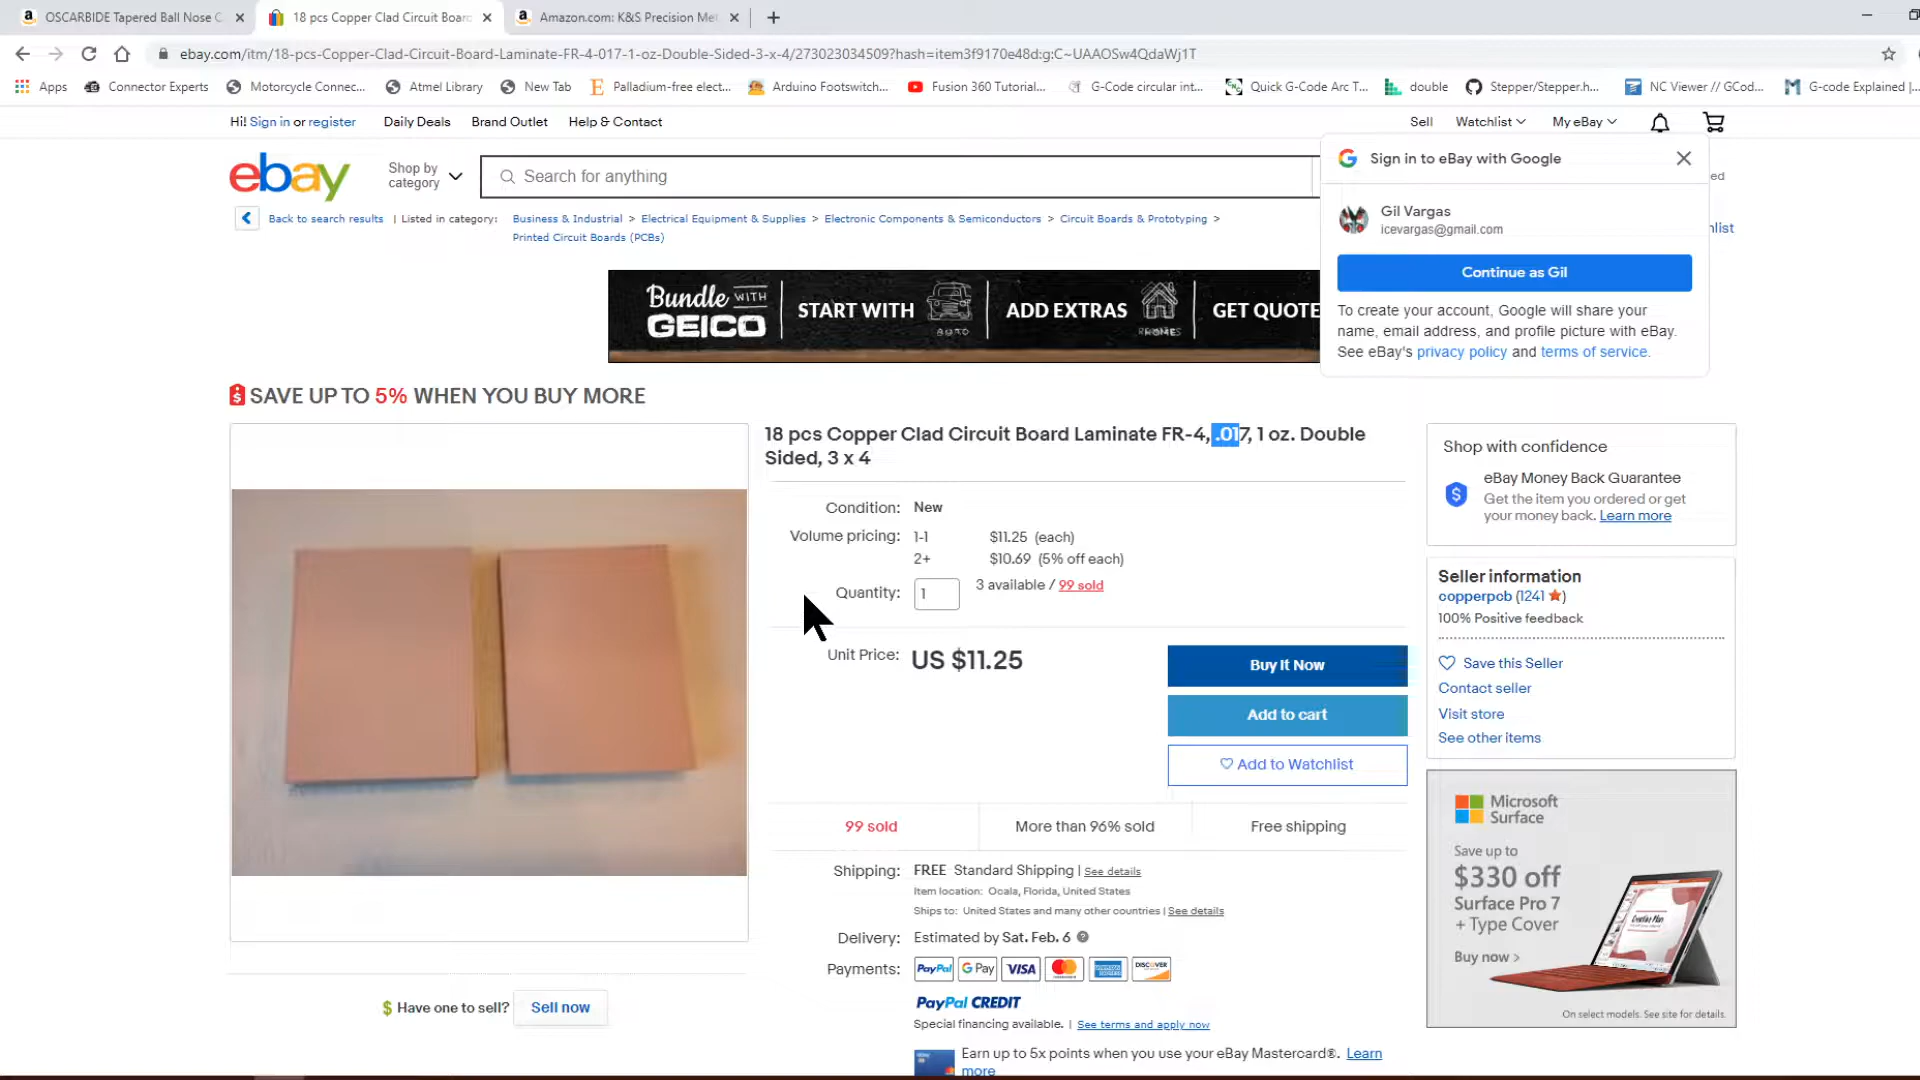 OSCARBIDE Tapered Ball Nose C
18 pcs Copper Clad Circuit Board
Amazon.com: K&S Precision Met
ebay.com/itm/18-pcs-Copper-Clad-Circuit-Board-Laminate-FR-4-017-1-oz-Double-Sided-3-x-4/273023034509?hash=item3f9170e48d:g:C~UAAOSw4QdaWj1T
Apps
Connector Experts
Motorcycle Connec...
Atmel Library
New Tab
Palladium-free elect...
Arduino Footswitch...
Fusion 360 Tutorial...
G-Code circular int...
Quick G-Code Arc T...
double
Stepper/Stepper.h...
NC Viewer // GCod...
G-code Explained |...
Hi! Sign in or register
Daily Deals
Brand Outlet
Help & Contact
Sell
Watchlist
My eBay
ebay
Shop by
category
Search for anything
Back to search results | Listed in category: Business & Industrial > Electrical Equipment & Supplies > Electronic Components & Semiconductors > Circuit Boards & Prototyping >
Printed Circuit Boards (PCBs)
Sign in to eBay with Google
Gil Vargas
icevargas@gmail.com
Continue as Gil
To create your account, Google will share your
name, email address, and profile picture with eBay.
See eBay's privacy policy and terms of service.
Bundle WITH
GEICO
START WITH
AUTO
ADD EXTRAS
GET QUOTE
SAVE UP TO 5% WHEN YOU BUY MORE
18 pcs Copper Clad Circuit Board Laminate FR-4, .017, 1 oz. Double
Sided, 3 x 4
Condition: New
Volume pricing: 1-1 $11.25 (each)
2+ $10.69 (5% off each)
Quantity: 1 3 available / 99 sold
Unit Price: US $11.25
Buy It Now
Add to cart
Add to Watchlist
99 sold
More than 96% sold
Free shipping
Shipping: FREE Standard Shipping | See details
Item location: Ocala, Florida, United States
Ships to: United States and many other countries | See details
Delivery: Estimated by Sat. Feb. 6
Payments: PayPal G Pay VISA DISCOVER
PayPal CREDIT
Special financing available. | See terms and apply now
Earn up to 5x points when you use your eBay Mastercard®. Learn
more
$ Have one to sell? Sell now
Shop with confidence
eBay Money Back Guarantee
Get the item you ordered or get
your money back. Learn more
Seller information
copperpcb (1241)
100% Positive feedback
Save this Seller
Contact seller
Visit store
See other items
Microsoft
Surface
Save up to
$330 off
Surface Pro 7
+ Type Cover
Buy now >
On select models. See site for details.